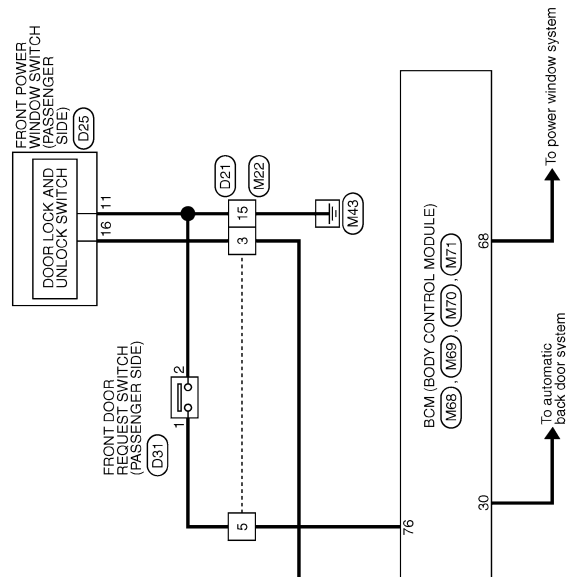 FRONT POWER
WINDOW SWITCH
(PASSENGER
SIDE)
D25
DOOR LOCK AND
UNLOCK SWITCH
11
16
D21
M22
15
3
M43
FRONT DOOR
REQUEST SWITCH
(PASSENGER SIDE)
D31
2
1
5
BCM (BODY CONTROL MODULE)
M68 , M69 , M70 , M71
68
30
76
To power window system
To automatic
back door system